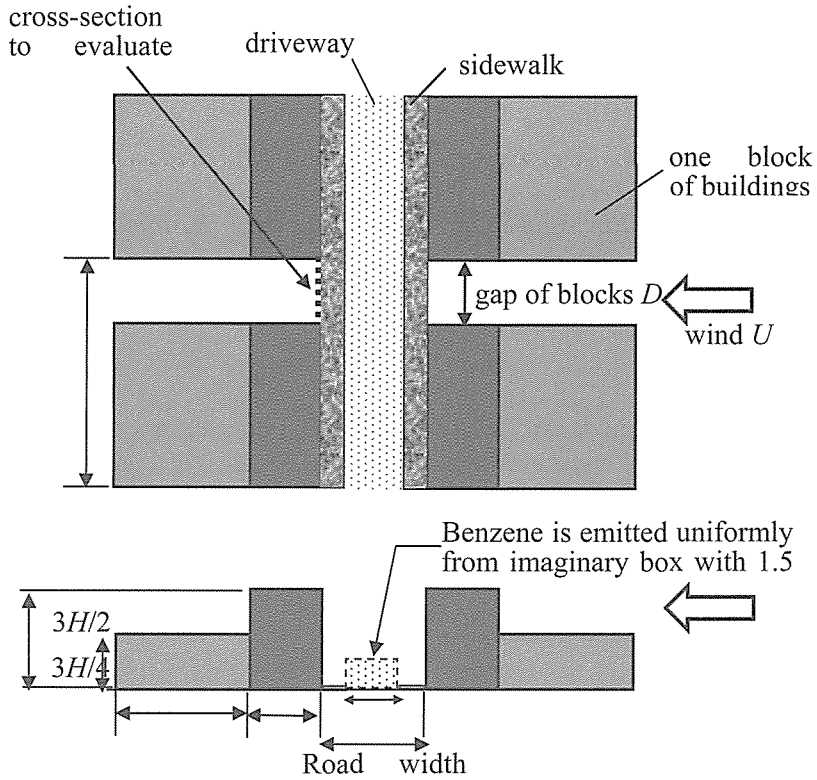 cross-section
to evaluate
driveway
sidewalk
one block
of buildings
gap of blocks D
wind U
Benzene is emitted uniformly
from imaginary box with 1.5
3H/2
3H/4
Road width